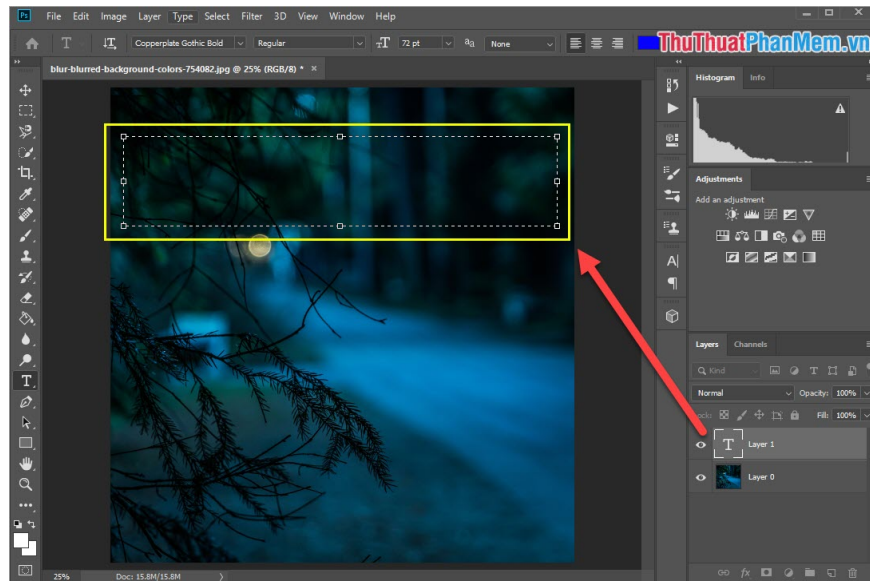 Ps File Edit Image Layer Type Select Filter 3D View Window Help
T Copperplate Gothic Bold Regular 72 pt None
ThuThuatPhanMem.vn
blur-blurred-background-colors-754082.jpg @ 25% (RGB/8) * ×
Histogram Info
Adjustments
Add an adjustment
Layers Channels
Kind
Normal Opacity: 100%
Fill: 100%
T Layer 1
Layer 0
25% Doc: 15.8M/15.8M